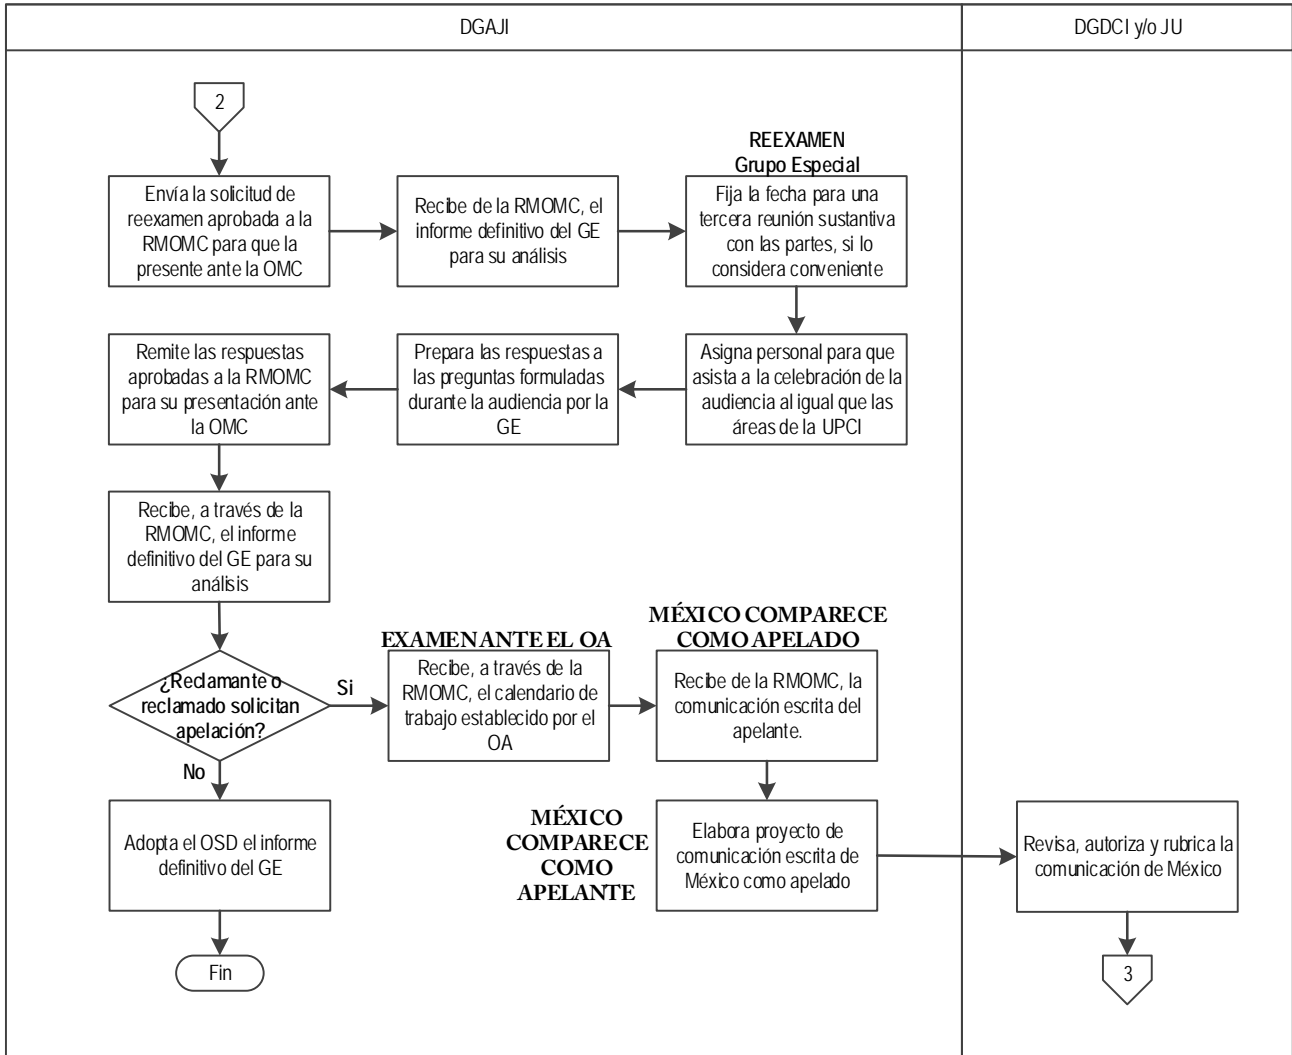 DGAJI
DGDCI y/o JU
2
Envía la solicitud de
reexamen aprobada a la
RMOMC para que la
presente ante la OMC
Recibe de la RMOMC, el
informe definitivo del GE
para su análisis
REEXAMEN
Grupo Especial
Fija la fecha para una
tercera reunión sustantiva
con las partes, si lo
considera conveniente
Remite las respuestas
aprobadas a la RMOMC
para su presentación ante
la OMC
Prepara las respuestas a
las preguntas formuladas
durante la audiencia por la
GE
Asigna personal para que
asista a la celebración de la
audiencia al igual que las
áreas de la UPCI
Recibe, a través de la
RMOMC, el informe
definitivo del GE para su
análisis
¿Reclamante o
reclamado solicitan
apelación?
Si
EXAMEN ANTE EL OA
Recibe, a través de la
RMOMC, el calendario de
trabajo establecido por el
OA
MÉXICO COMPARECE
COMO APELADO
Recibe de la RMOMC, la
comunicación escrita del
apelante.
No
Adopta el OSD el informe
definitivo del GE
MÉXICO
COMPARECE
COMO
APELANTE
Elabora proyecto de
comunicación escrita de
México como apelado
Revisa, autoriza y rubrica la
comunicación de México
Fin
3